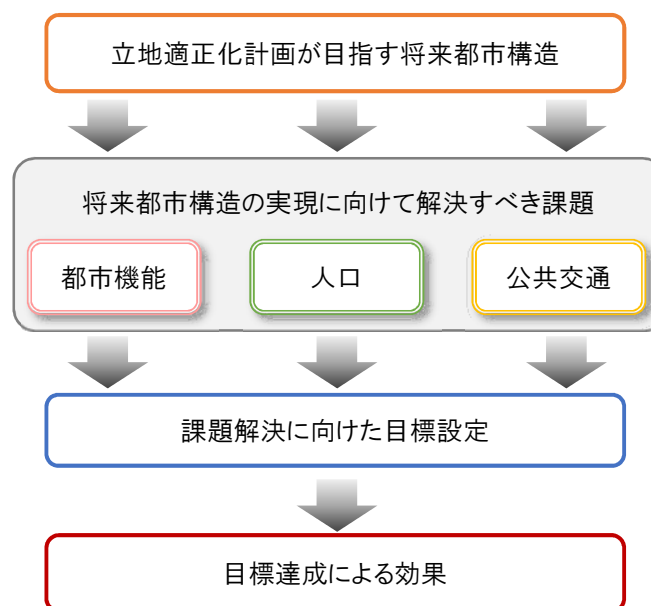 立地適正化計画が目指す将来都市構造
将来都市構造の実現に向けて解決すべき課題
都市機能
人口
公共交通
課題解決に向けた目標設定
目標達成による効果